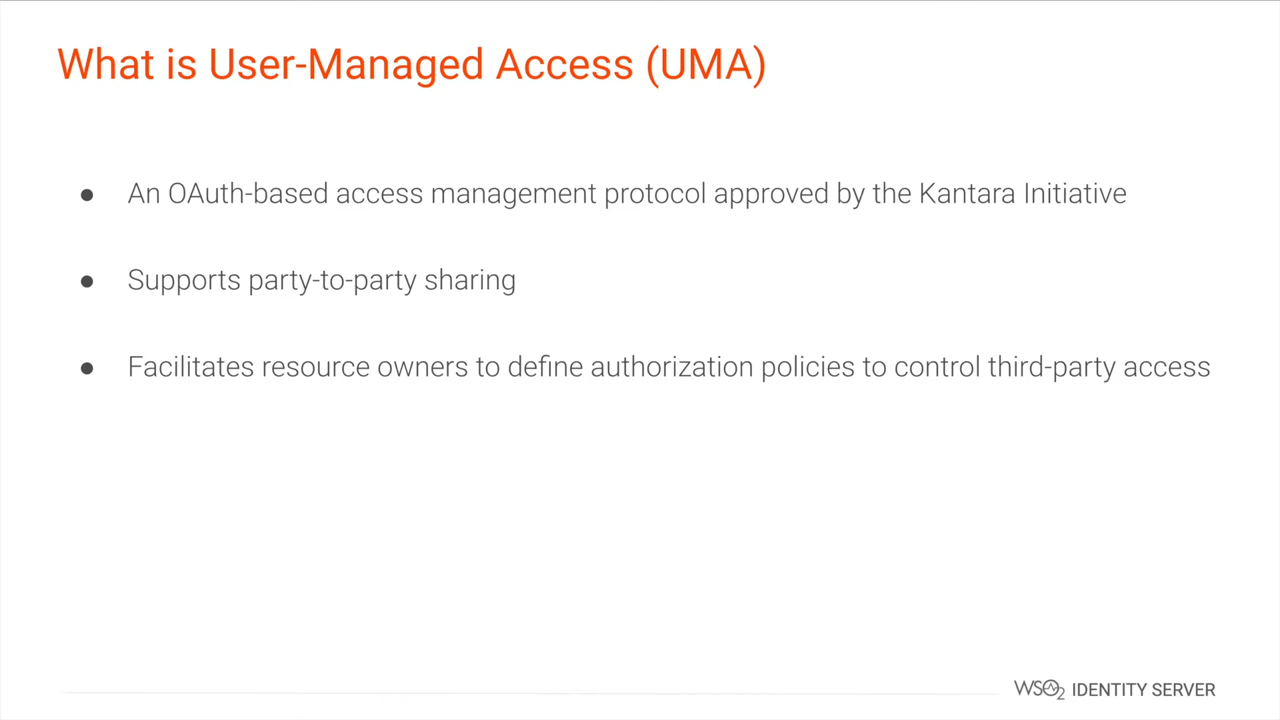 What is User-Managed Access (UMA)
● An OAuth-based access management protocol approved by the Kantara Initiative
● Supports party-to-party sharing
● Facilitates resource owners to define authorization policies to control third-party access
WSO2 IDENTITY SERVER